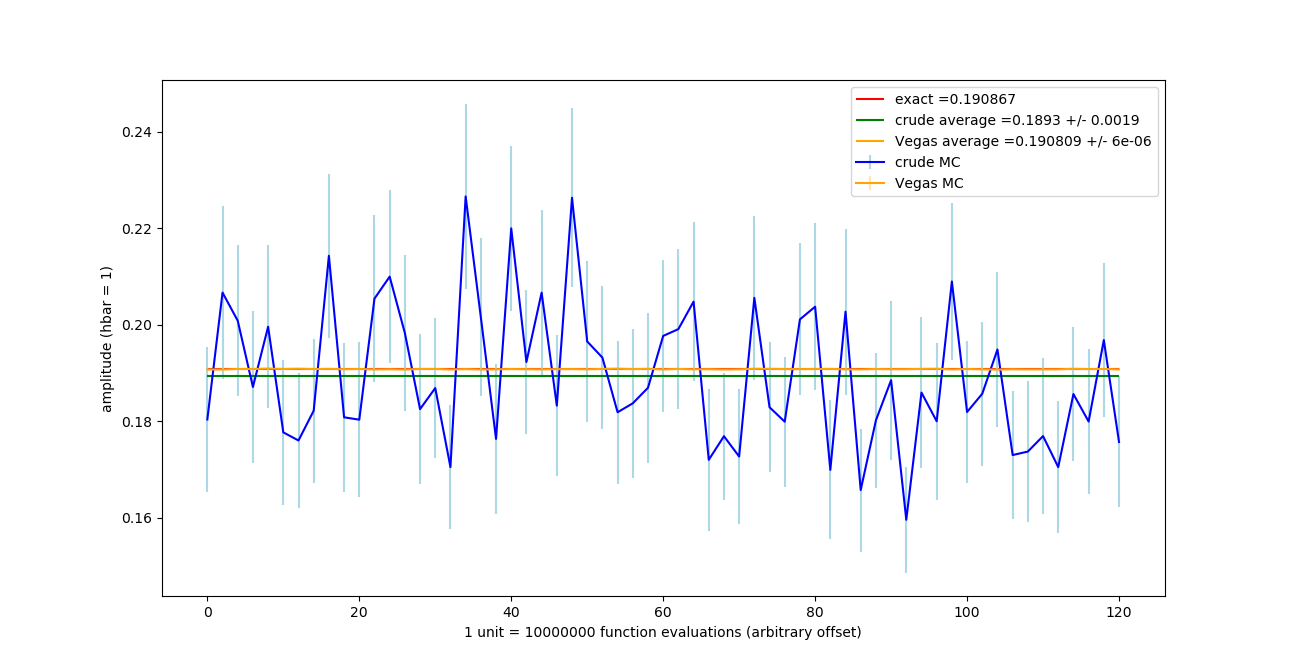 exact =0.190867
crude average =0.1893 +/- 0.0019
Vegas average =0.190809 +/- 6e-06
crude MC
Vegas MC
amplitude (hbar = 1)
0.24
0.22
0.20
0.18
0.16
0 20 40 60 80 100 120
1 unit = 10000000 function evaluations (arbitrary offset)